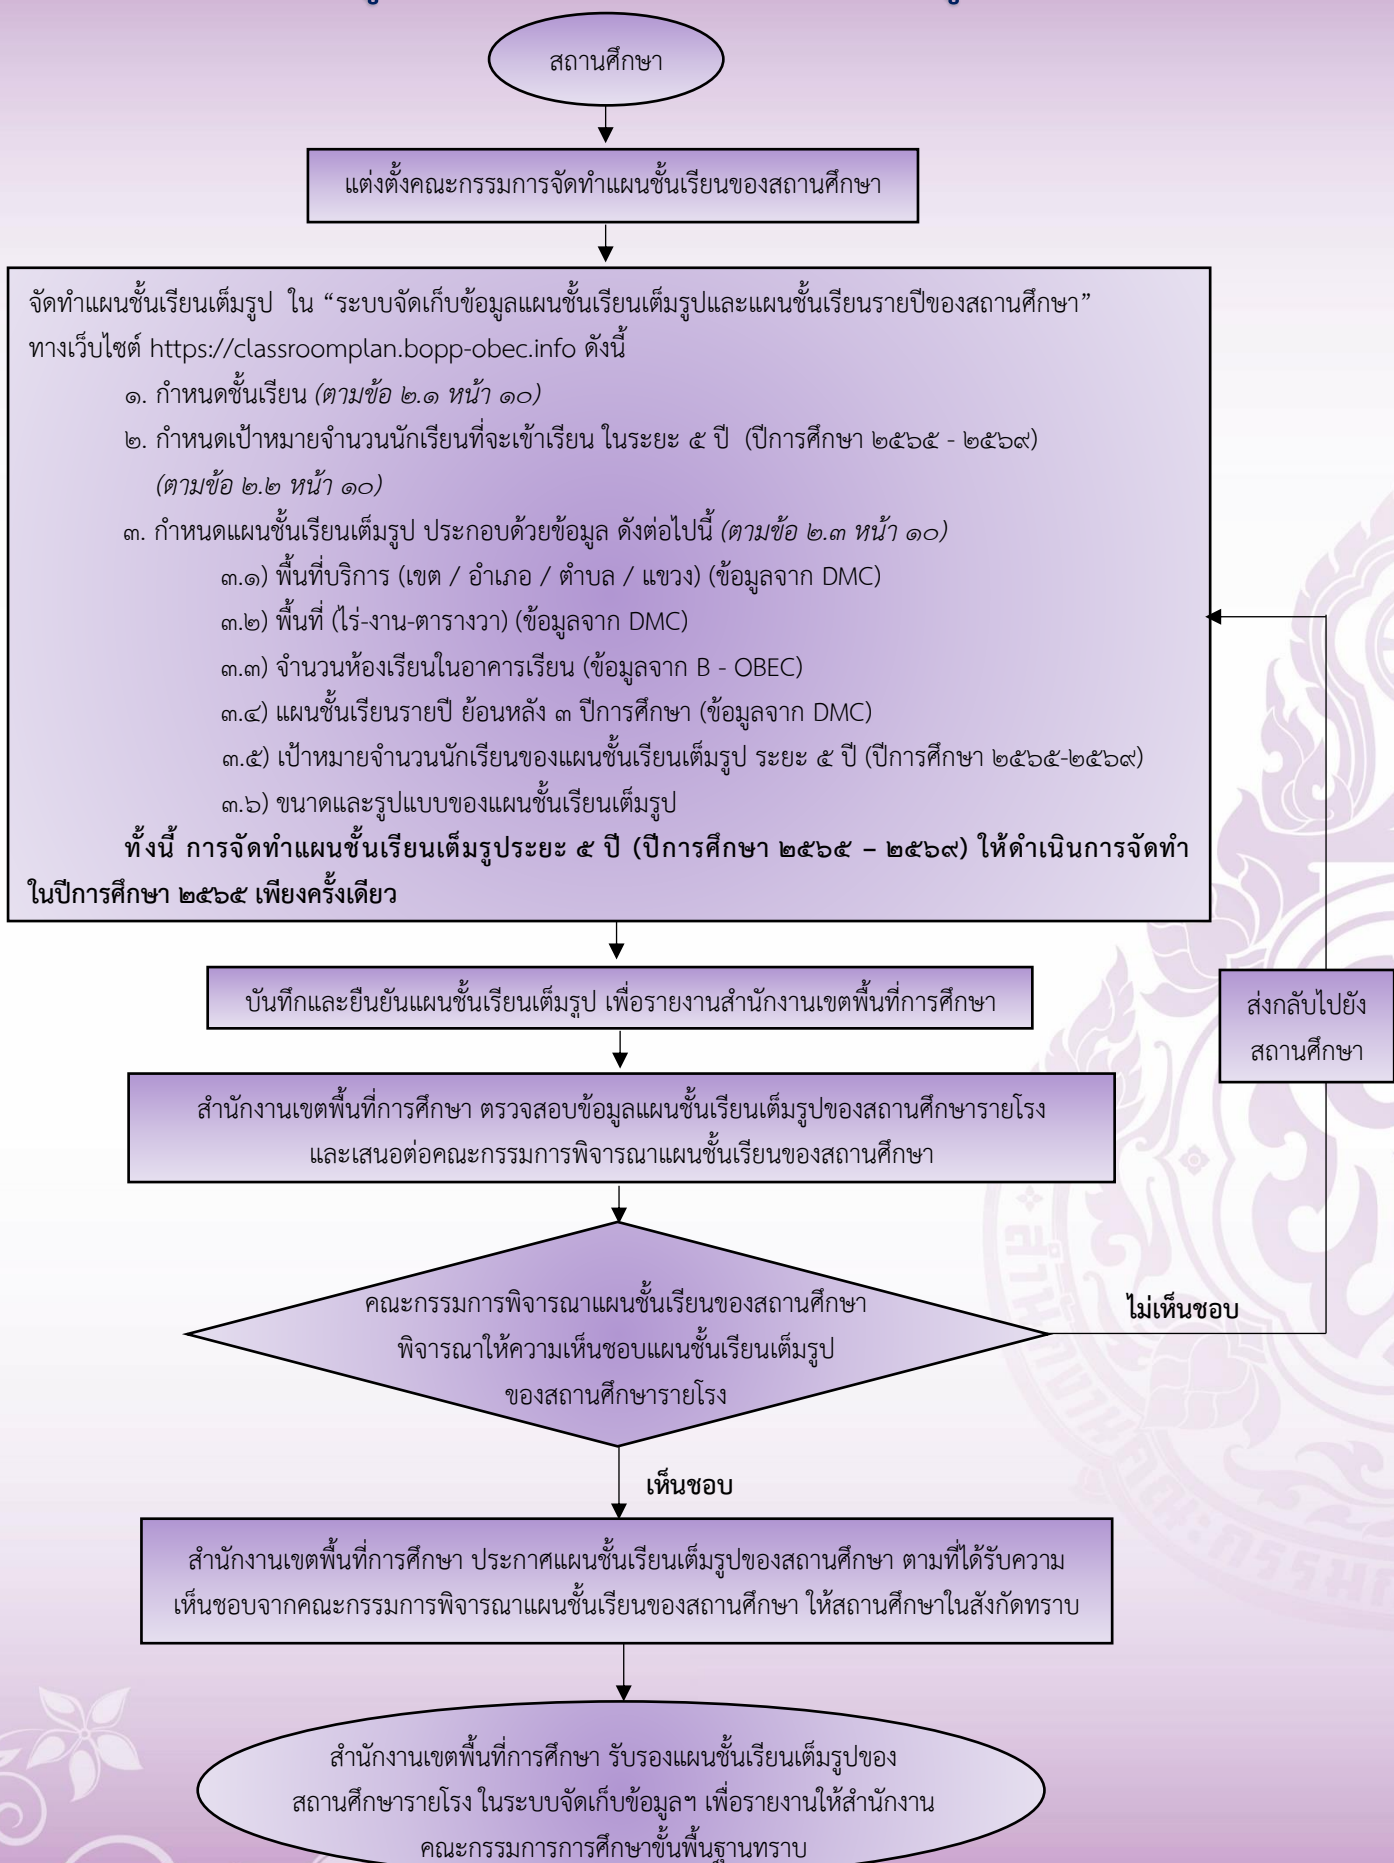 สถานศึกษา
แต่งตั้งคณะกรรมการจัดทำแผนชั้นเรียนของสถานศึกษา
จัดทำแผนชั้นเรียนเต็มรูป ใน “ระบบจัดเก็บข้อมูลแผนชั้นเรียนเต็มรูปและแผนชั้นเรียนรายปีของสถานศึกษา”
ทางเว็บไซต์ https://classroomplan.bopp-obec.info ดังนี้
๑. กำหนดชั้นเรียน (ตามข้อ ๒.๑ หน้า ๑๐)
๒. กำหนดเป้าหมายจำนวนนักเรียนที่จะเข้าเรียน ในระยะ ๕ ปี (ปีการศึกษา ๒๕๖๕ - ๒๕๖๙)
(ตามข้อ ๒.๒ หน้า ๑๐)
๓. กำหนดแผนชั้นเรียนเต็มรูป ประกอบด้วยข้อมูล ดังต่อไปนี้ (ตามข้อ ๒.๓ หน้า ๑๐)
๓.๑) พื้นที่บริการ (เขต / อำเภอ / ตำบล / แขวง) (ข้อมูลจาก DMC)
๓.๒) พื้นที่ (ไร่-งาน-ตารางวา) (ข้อมูลจาก DMC)
๓.๓) จำนวนห้องเรียนในอาคารเรียน (ข้อมูลจาก B - OBEC)
๓.๔) แผนชั้นเรียนรายปี ย้อนหลัง ๓ ปีการศึกษา (ข้อมูลจาก DMC)
๓.๕) เป้าหมายจำนวนนักเรียนของแผนชั้นเรียนเต็มรูป ระยะ ๕ ปี (ปีการศึกษา ๒๕๖๕-๒๕๖๙)
๓.๖) ขนาดและรูปแบบของแผนชั้นเรียนเต็มรูป
ทั้งนี้ การจัดทำแผนชั้นเรียนเต็มรูประยะ ๕ ปี (ปีการศึกษา ๒๕๖๕ – ๒๕๖๙) ให้ดำเนินการจัดทำ
ในปีการศึกษา ๒๕๖๕ เพียงครั้งเดียว
บันทึกและยืนยันแผนชั้นเรียนเต็มรูป เพื่อรายงานสำนักงานเขตพื้นที่การศึกษา
ส่งกลับไปยัง
สถานศึกษา
สำนักงานเขตพื้นที่การศึกษา ตรวจสอบข้อมูลแผนชั้นเรียนเต็มรูปของสถานศึกษารายโรง
และเสนอต่อคณะกรรมการพิจารณาแผนชั้นเรียนของสถานศึกษา
คณะกรรมการพิจารณาแผนชั้นเรียนของสถานศึกษา
พิจารณาให้ความเห็นชอบแผนชั้นเรียนเต็มรูป
ของสถานศึกษารายโรง
ไม่เห็นชอบ
เห็นชอบ
สำนักงานเขตพื้นที่การศึกษา ประกาศแผนชั้นเรียนเต็มรูปของสถานศึกษา ตามที่ได้รับความ
เห็นชอบจากคณะกรรมการพิจารณาแผนชั้นเรียนของสถานศึกษา ให้สถานศึกษาในสังกัดทราบ
สำนักงานเขตพื้นที่การศึกษา รับรองแผนชั้นเรียนเต็มรูปของ
สถานศึกษารายโรง ในระบบจัดเก็บข้อมูลฯ เพื่อรายงานให้สำนักงาน
คณะกรรมการการศึกษาขั้นพื้นฐานทราบ